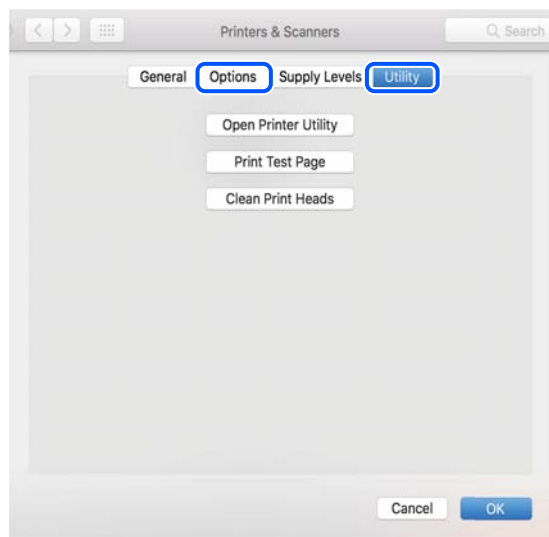 Printers & Scanners Search
General Options Supply Levels Utility
Open Printer Utility
Print Test Page
Clean Print Heads
Cancel OK